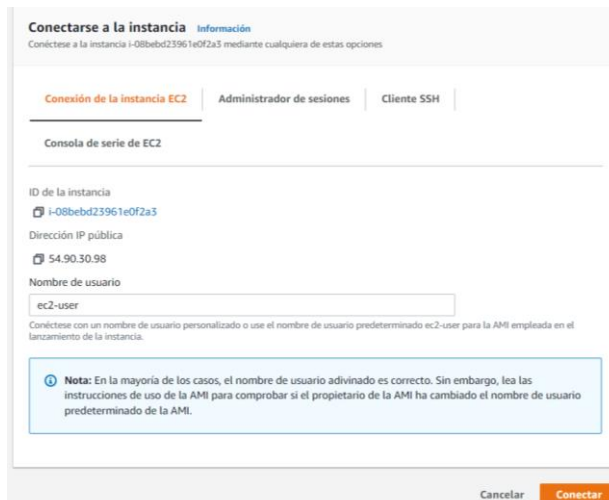 Conectarse a la instancia Información
Conéctese a la instancia i-08bebd23961e0f2a3 mediante cualquiera de estas opciones
Conexión de la instancia EC2 Administrador de sesiones Cliente SSH
Consola de serie de EC2
ID de la instancia
i-08bebd23961e0f2a3
Dirección IP pública
54.90.30.98
Nombre de usuario
ec2-user
Conéctese con un nombre de usuario personalizado o use el nombre de usuario predeterminado ec2-user para la AMI empleada en el
lanzamiento de la instancia.
Nota: En la mayoría de los casos, el nombre de usuario adivinado es correcto. Sin embargo, lea las
instrucciones de uso de la AMI para comprobar si el propietario de la AMI ha cambiado el nombre de usuario
predeterminado de la AMI.
Cancelar Conectar